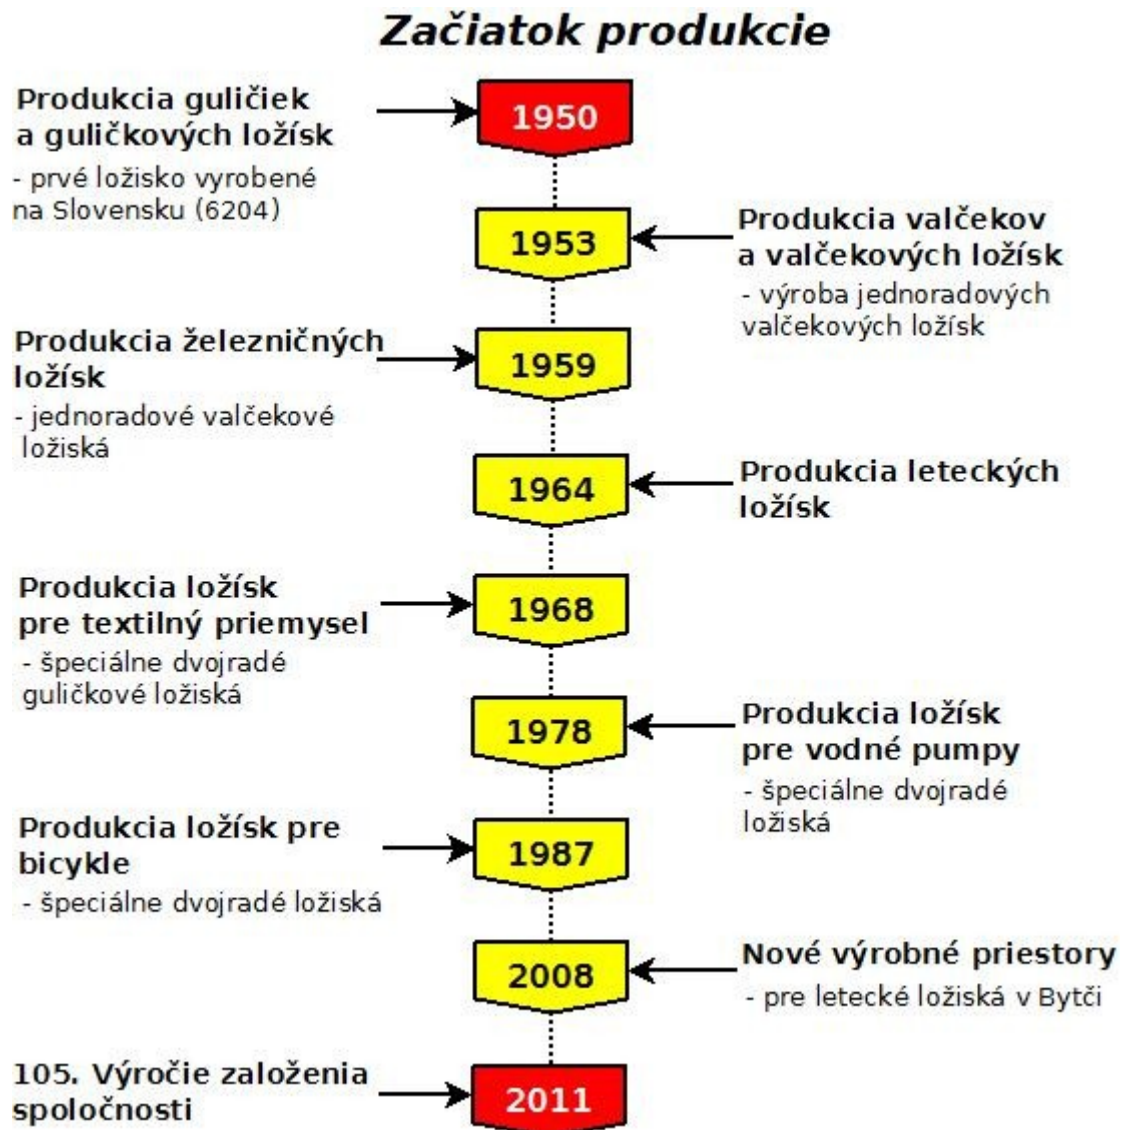 Začiatok produkcie
Produkcia guličiek
a guličkových ložísk
- prvé ložisko vyrobené
na Slovensku (6204)
1950
1953
Produkcia valčekov
a valčekových ložísk
- výroba jednoradových
valčekových ložísk
Produkcia železničných
ložísk
- jednoradové valčekové
ložiská
1959
1964
Produkcia leteckých
ložísk
Produkcia ložísk
pre textilný priemysel
- špeciálne dvojradé
guličkové ložiská
1968
1978
Produkcia ložísk
pre vodné pumpy
- špeciálne dvojradé
ložiská
Produkcia ložísk pre
bicykle
- špeciálne dvojradé ložiská
1987
2008
Nové výrobné priestory
- pre letecké ložiská v Bytči
105. Výročie založenia
spoločnosti
2011